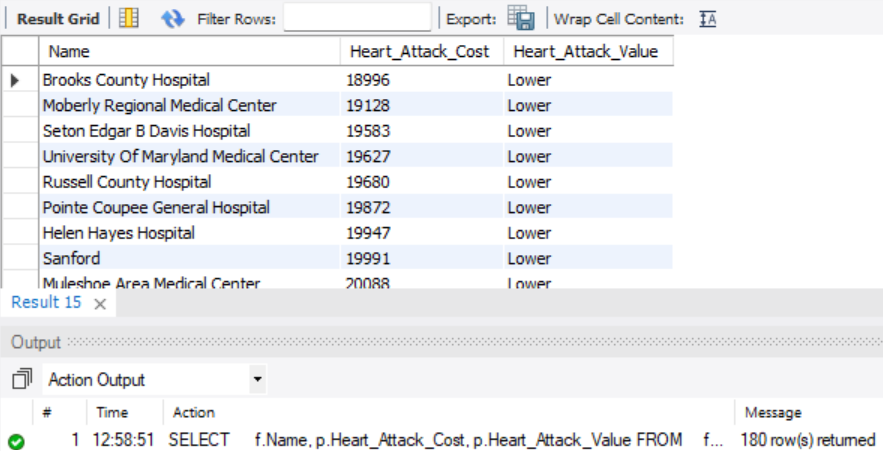 Result Grid Filter Rows: Export: Wrap Cell Content: IA
Name Heart_Attack_Cost Heart_Attack_Value
Brooks County Hospital 18996 Lower
Moberly Regional Medical Center 19128 Lower
Seton Edgar B Davis Hospital 19583 Lower
University Of Maryland Medical Center 19627 Lower
Russell County Hospital 19680 Lower
Pointe Coupee General Hospital 19872 Lower
Helen Hayes Hospital 19947 Lower
Sanford 19991 Lower
Muleshoe Area Medical Center 20088 Lower
Result 15 ×
Output
Action Output
# Time Action Message
1 12:58:51 SELECT f.Name, p.Heart_Attack_Cost, p.Heart_Attack_Value FROM f... 180 row(s) returned